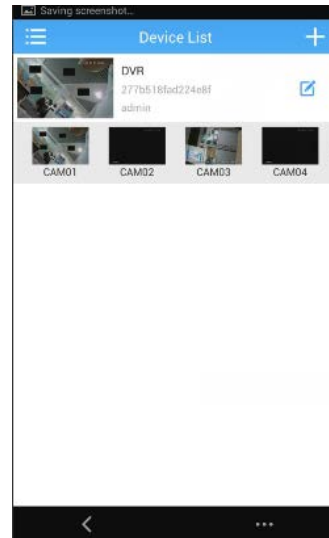 Saving screenshot...
Device List
DVR
277b518fad224e8f
admin
CAM01 CAM02 CAM03 CAM04